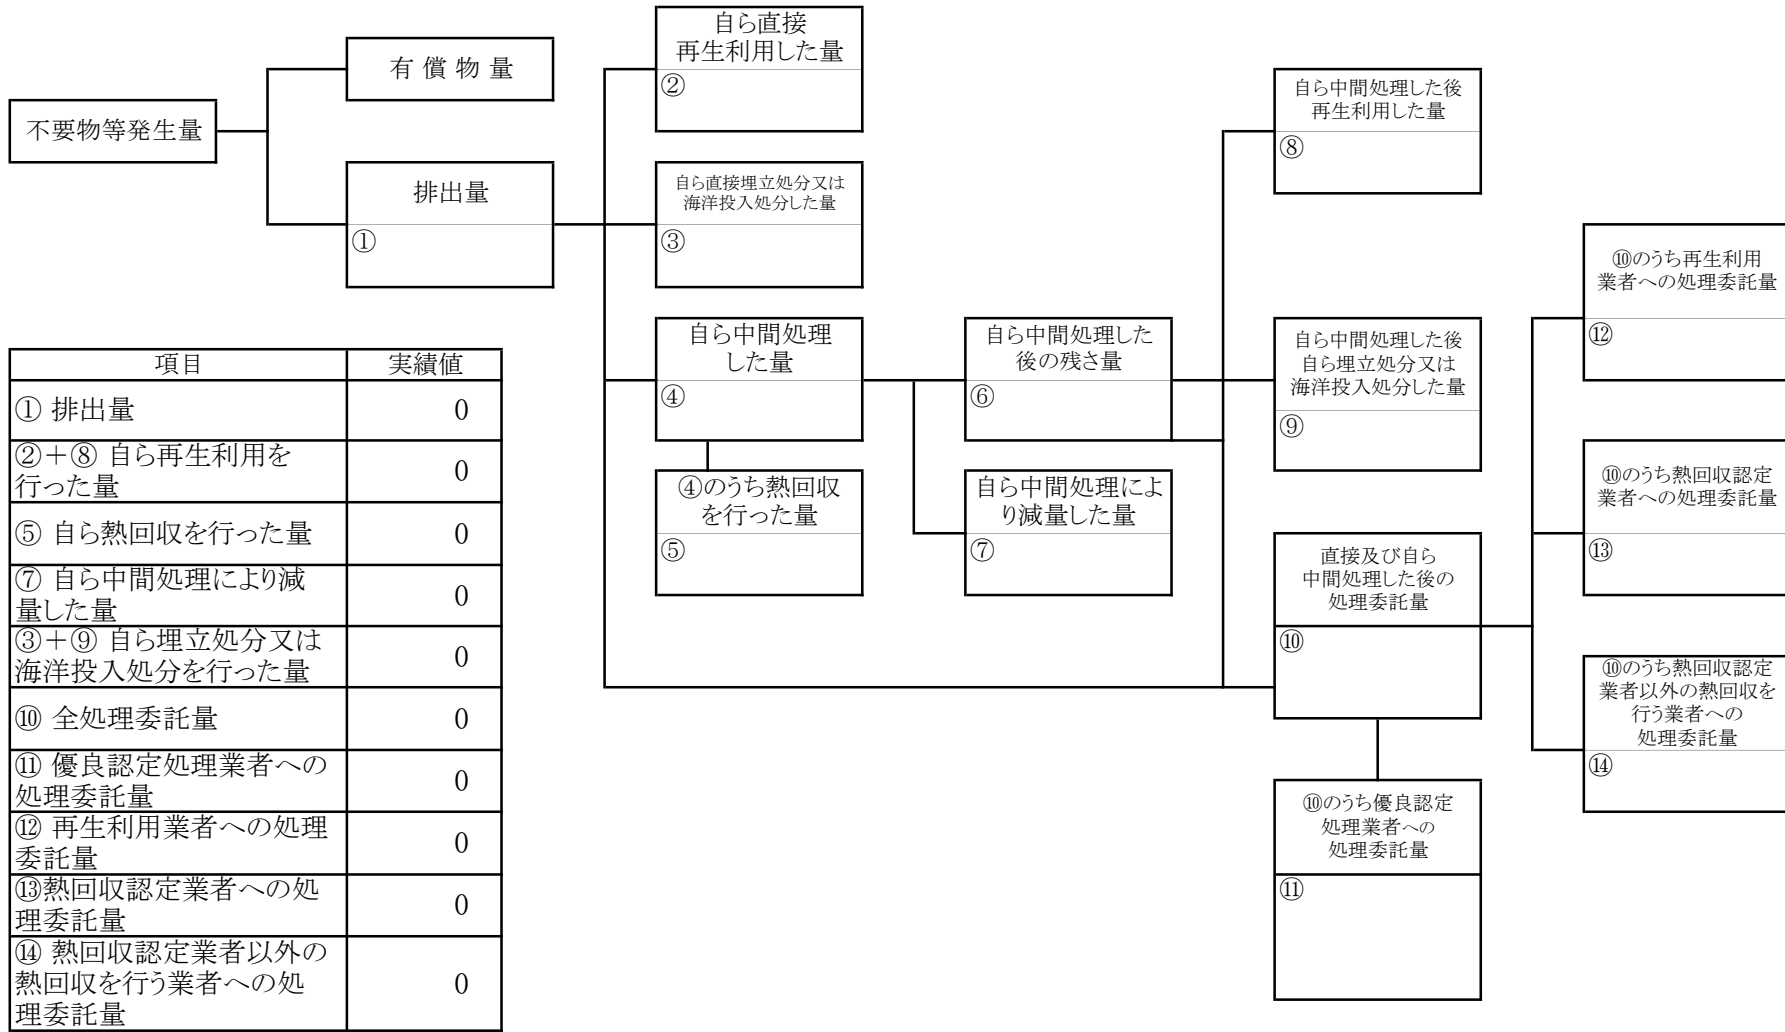 不要物等発生量
有 償 物 量
排出量
①
自ら直接
再生利用した量
②
自ら直接埋立処分又は
海洋投入処分した量
③
自ら中間処理
した量
④
④のうち熱回収
を行った量
⑤
自ら中間処理した
後の残さ量
⑥
自ら中間処理によ
り減量した量
⑦
自ら中間処理した後
再生利用した量
⑧
自ら中間処理した後
自ら埋立処分又は
海洋投入処分した量
⑨
直接及び自ら
中間処理した後の
処理委託量
⑩
⑩のうち優良認定
処理業者への
処理委託量
⑪
⑩のうち再生利用
業者への処理委託量
⑫
⑩のうち熱回収認定
業者への処理委託量
⑬
⑩のうち熱回収認定
業者以外の熱回収を
行う業者への
処理委託量
⑭
項目 実績値
① 排出量 0
②+⑧ 自ら再生利用を
行った量 0
⑤ 自ら熱回収を行った量 0
⑦ 自ら中間処理により減
量した量 0
③+⑨ 自ら埋立処分又は
海洋投入処分を行った量 0
⑩ 全処理委託量 0
⑪ 優良認定処理業者への
処理委託量 0
⑫ 再生利用業者への処理
委託量 0
⑬熱回収認定業者への処
理委託量 0
⑭ 熱回収認定業者以外の
熱回収を行う業者への処
理委託量 0